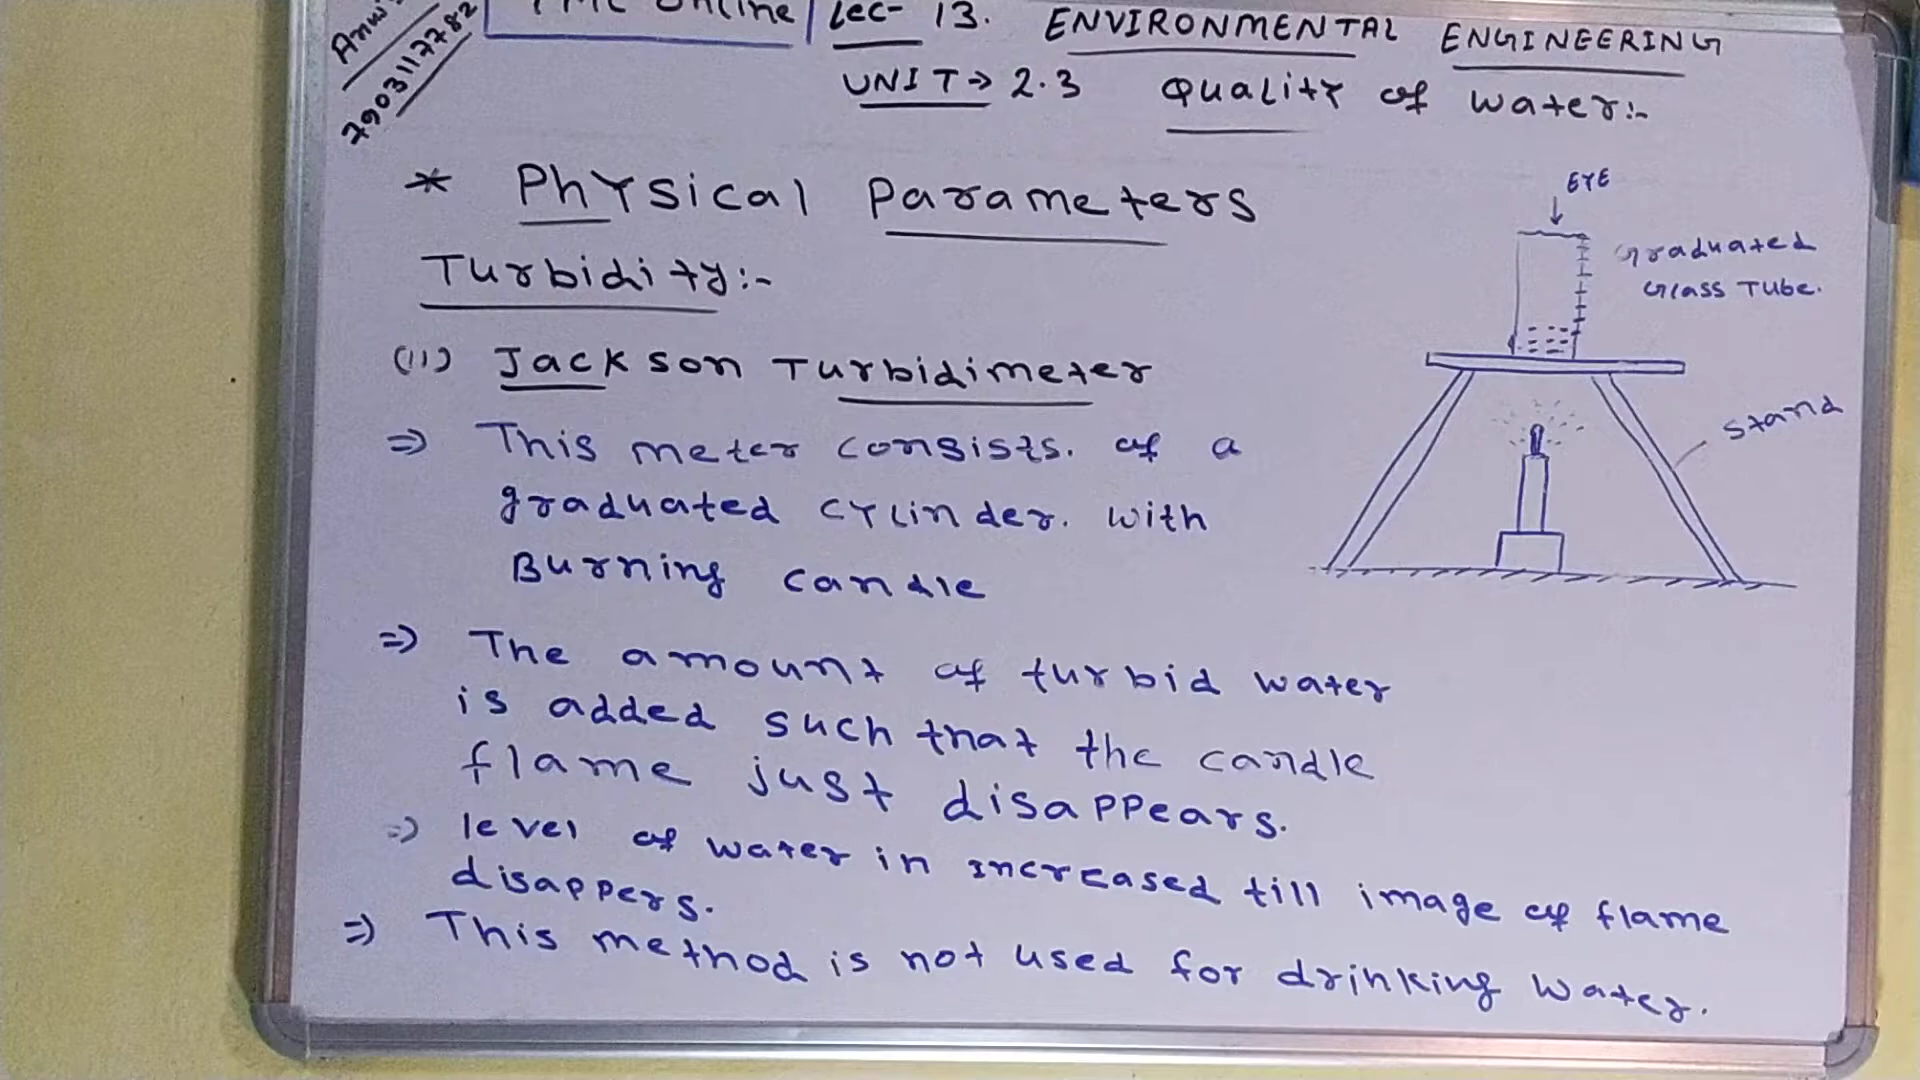 7903117782
Online Lec- 13. ENVIRONMENTAL ENGINEERING
UNIT→ 2.3 Quality of water:-
* Physical Parameters
Turbidity:-
(11) Jackson Turbidimeter
⇒ This meter consists. of a
graduated cylinder. with
Burning candle
⇒ The amount of turbid water
is added such that the candle
flame just disappears.
⇒ level of water in increased till image of flame
disappers.
⇒ This method is not used for drinking water.
EYE
Graduated
Glass Tube.
Stand